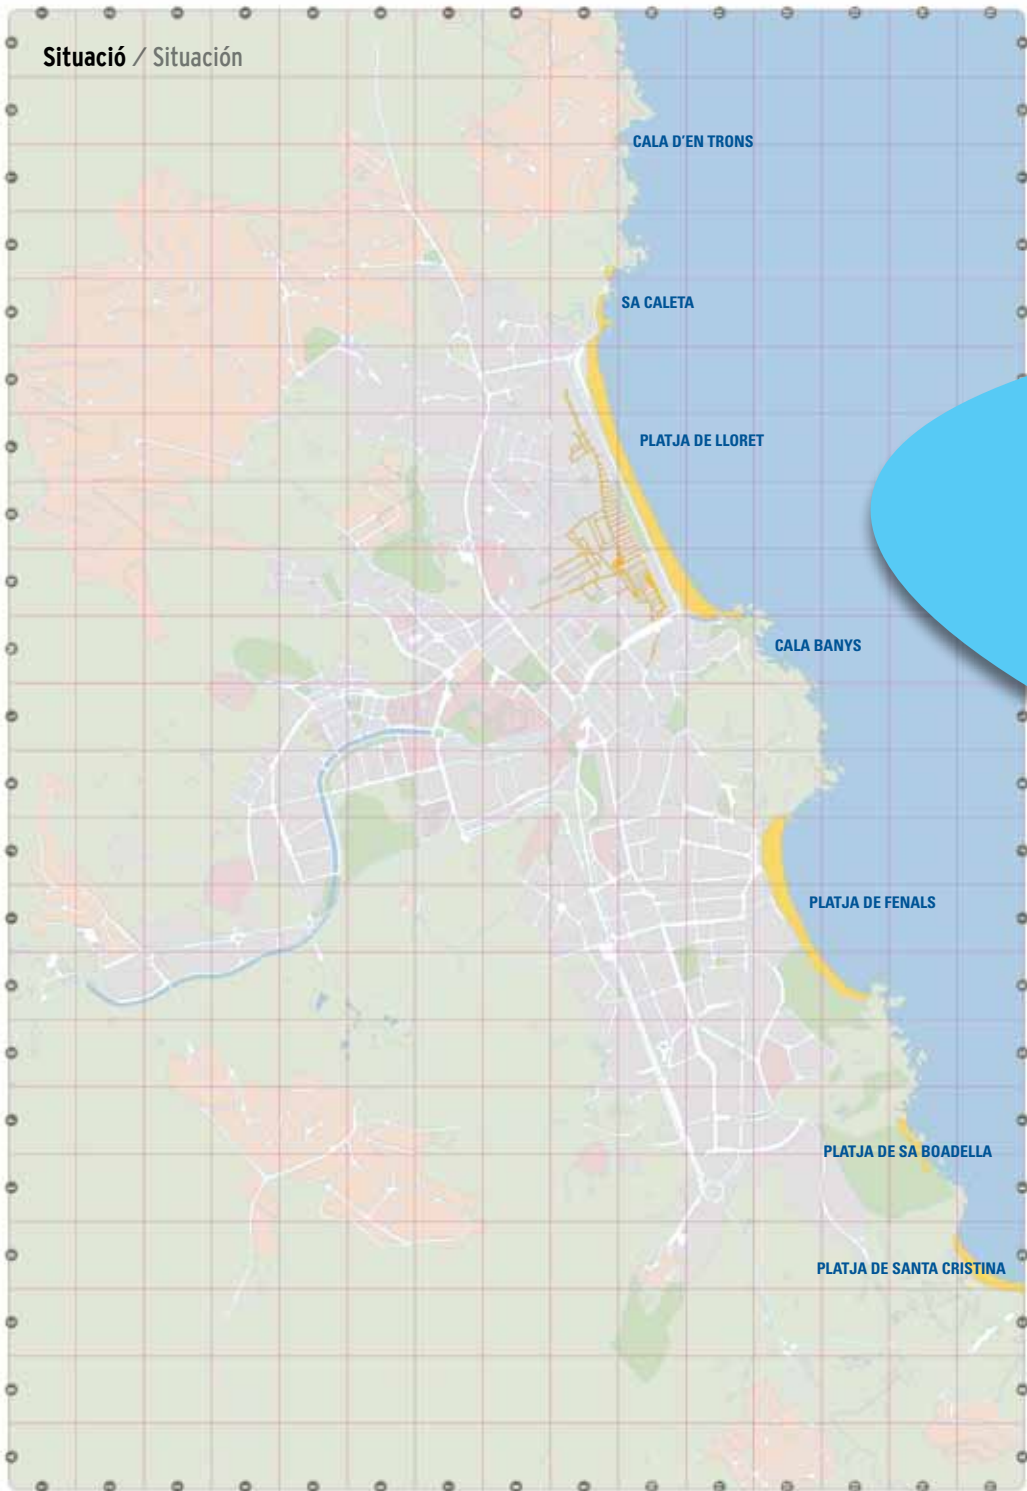 Situació / Situación
CALA D'EN TRONS
SA CALETA
PLATJA DE LLORET
CALA BANYS
PLATJA DE FENALS
PLATJA DE SA BOADELLA
PLATJA DE SANTA CRISTINA